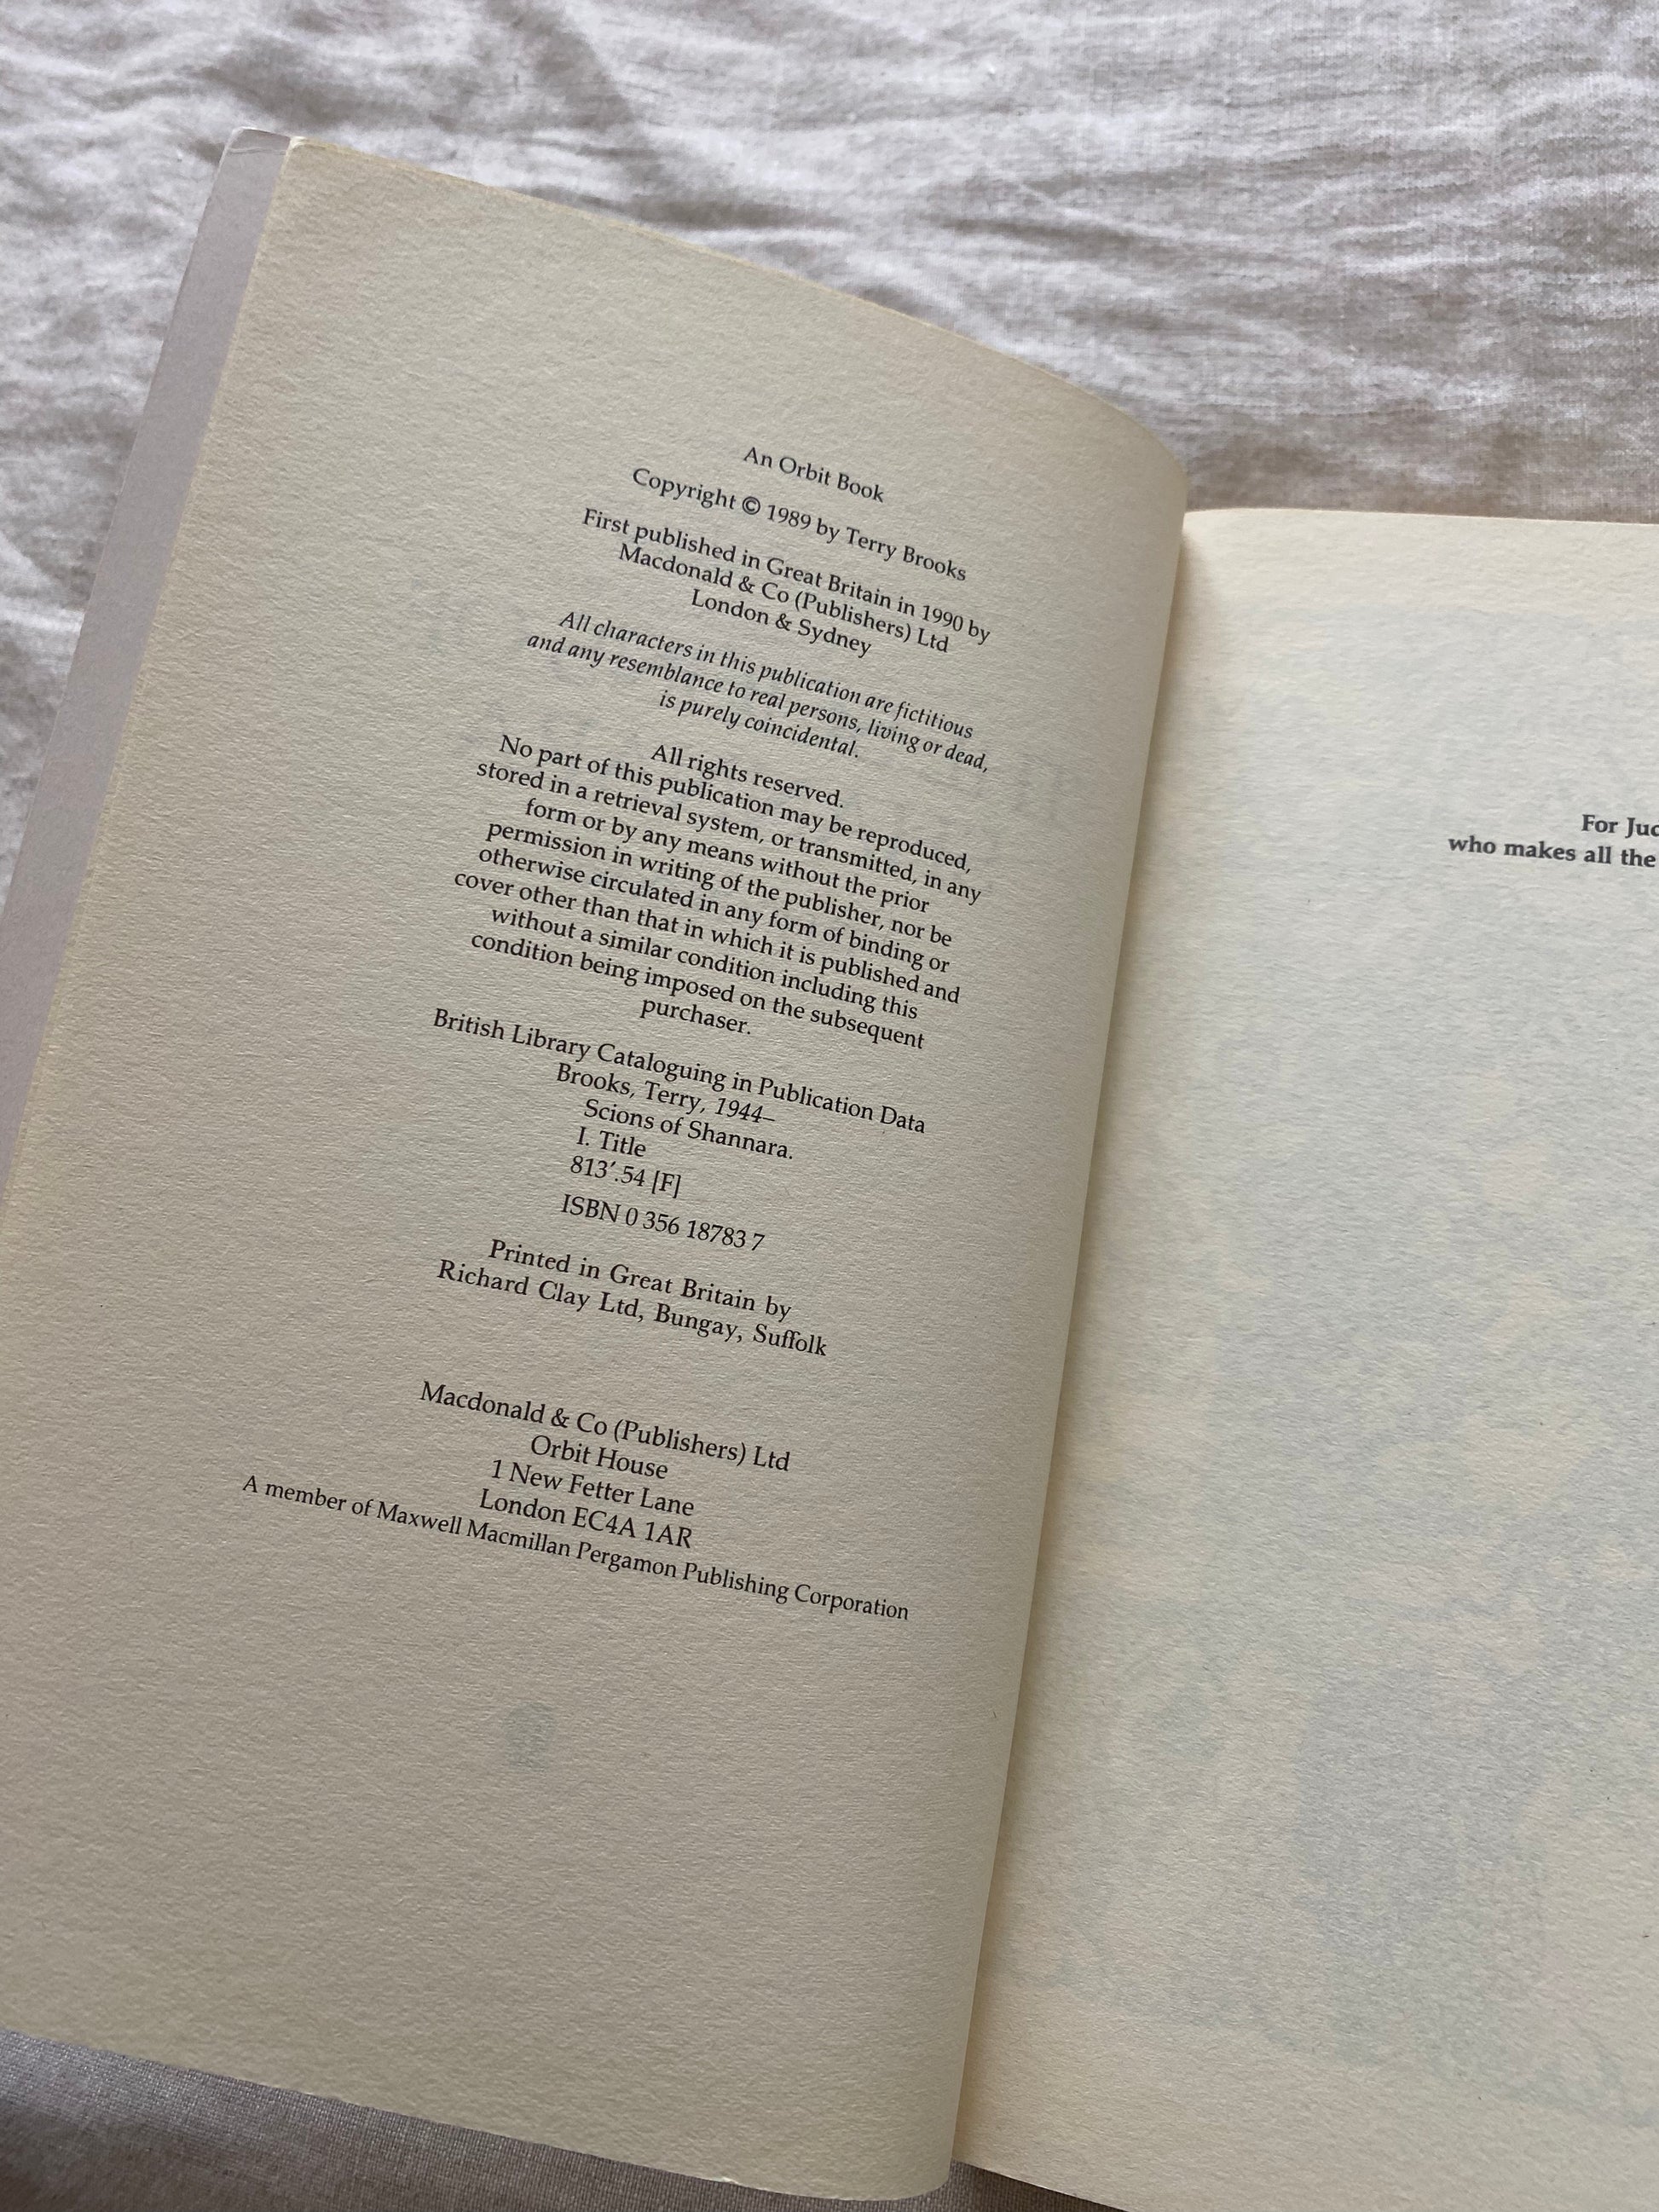 An Orbit Book
Copyright © 1989 by Terry Brooks
First published in Great Britain in 1990 by
Macdonald & Co (Publishers) Ltd
London & Sydney
All characters in this publication are fictitious
and any resemblance to real persons, living or dead,
is purely coincidental.
All rights reserved.
No part of this publication may be reproduced,
stored in a retrieval system, or transmitted, in any
form or by any means without the prior
permission in writing of the publisher, nor be
otherwise circulated in any form of binding or
cover other than that in which it is published and
without a similar condition including this
condition being imposed on the subsequent
purchaser.
British Library Cataloguing in Publication Data
Brooks, Terry, 1944–
Scions of Shannara.
I. Title
813'.54 [F]
ISBN 0 356 18783 7
Printed in Great Britain by
Richard Clay Ltd, Bungay, Suffolk
Macdonald & Co (Publishers) Ltd
Orbit House
1 New Fetter Lane
London EC4A 1AR
A member of Maxwell Macmillan Pergamon Publishing Corporation
For
who makes all the